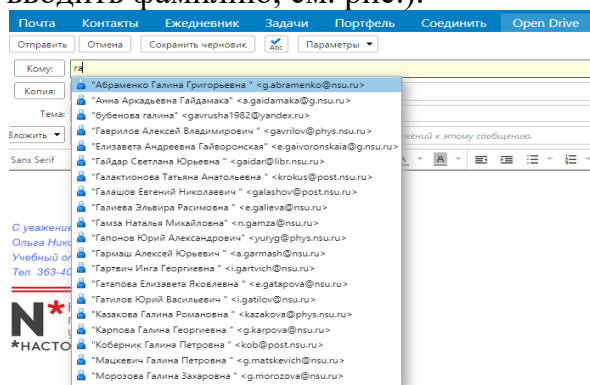 вводить фамилию, см. рис.):
Почта Контакты Ежедневник Задачи Портфель Соединить Open Drive
Отправить Отмена Сохранить черновик Abc Параметры
Кому: га
"Абраменко Галина Григорьевна " <g.abramenko@nsu.ru>
Копия:
"Анна Аркадьевна Гайдамака" <a.gaidamaka@g.nsu.ru>
Тема: "бубенова галина" <gavrusha1982@yandex.ru>
"Гаврилов Алексей Владимирович " <gavrilov@phys.nsu.ru>
Вложить "Елизавета Андреевна Гайворонская" <e.gaivoronskaia@g.nsu.ru> к этому сообщению.
Sans Serif "Гайдар Светлана Юрьевна " <gaidar@libr.nsu.ru> A
"Галактионова Татьяна Анатольевна " <krokus@post.nsu.ru>
"Галашов Евгений Николаевич " <galashov@post.nsu.ru>
"Галиева Эльвира Расимовна " <e.galieva@nsu.ru>
С уважение "Гамза Наталья Михайловна" <n.gamza@nsu.ru>
Ольга Нико "Гапонов Юрий Александрович" <yuryg@phys.nsu.ru>
Учебный от "Гармаш Алексей Юрьевич " <a.garmash@nsu.ru>
Тел. 363-40 "Гартвич Инга Георгиевна " <i.gartvich@nsu.ru>
"Гатапова Елизавета Яковлевна " <e.gatapova@nsu.ru>
N* "Гатилов Юрий Васильевич " <i.gatilov@nsu.ru>
"Казакова Галина Романовна " <kazakova@phys.nsu.ru>
"Карпова Галина Георгиевна " <g.karpova@nsu.ru>
*НАСТО "Коберник Галина Петровна " <kob@post.nsu.ru>
"Мацкевич Галина Петровна " <g.matskevich@nsu.ru>
"Морозова Галина Захаровна " <g.morozova@nsu.ru>